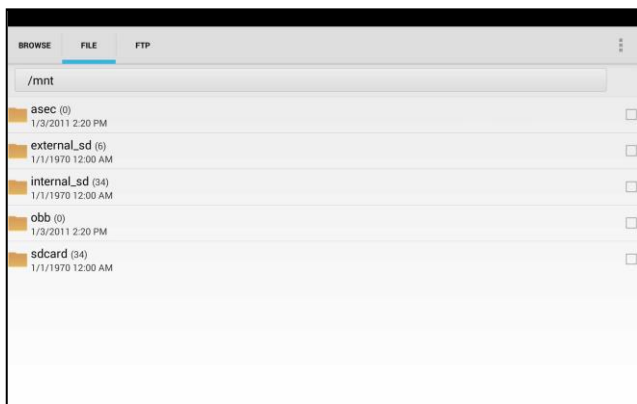 BROWSE FILE FTP
/mnt
asec (0)
1/3/2011 2:20 PM
external_sd (6)
1/1/1970 12:00 AM
internal_sd (34)
1/1/1970 12:00 AM
obb (0)
1/3/2011 2:20 PM
sdcard (34)
1/1/1970 12:00 AM